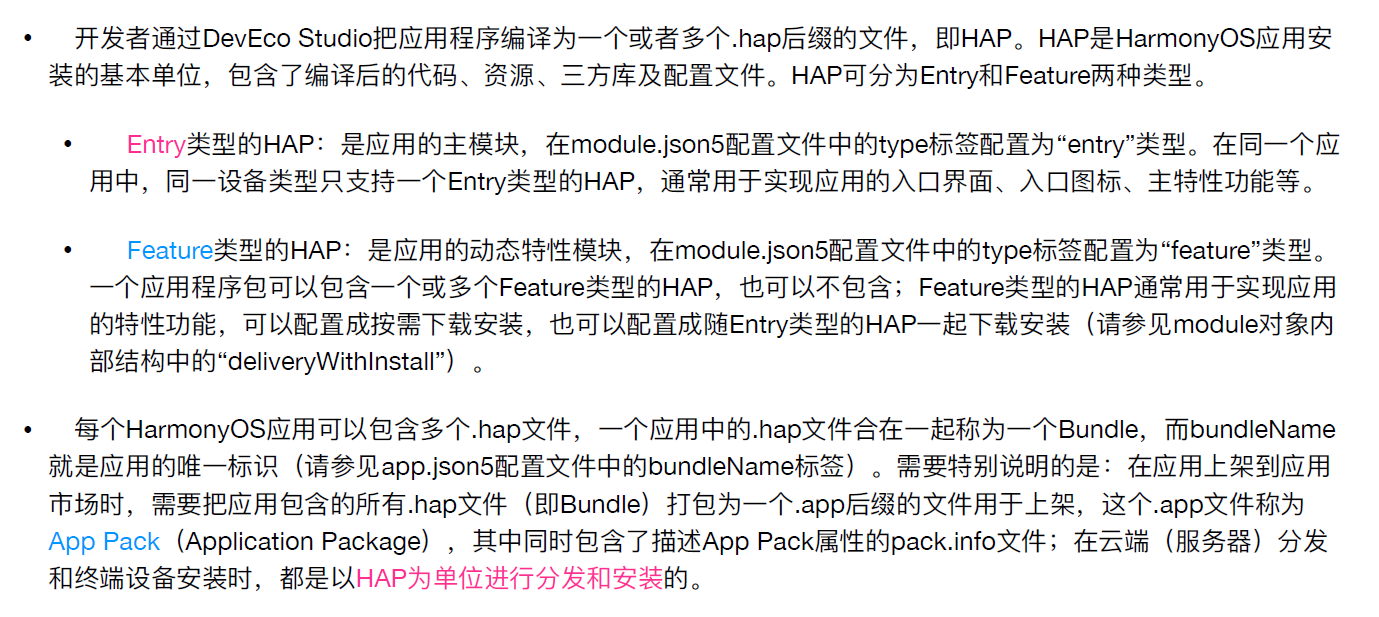 • 开发者通过DevEco Studio把应用程序编译为一个或者多个.hap后缀的文件，即HAP。HAP是HarmonyOS应用安
装的基本单位，包含了编译后的代码、资源、三方库及配置文件。HAP可分为Entry和Feature两种类型。
• Entry类型的HAP：是应用的主模块，在module.json5配置文件中的type标签配置为“entry”类型。在同一个应
用中，同一设备类型只支持一个Entry类型的HAP，通常用于实现应用的入口界面、入口图标、主特性功能等。
• Feature类型的HAP：是应用的动态特性模块，在module.json5配置文件中的type标签配置为“feature”类型。
一个应用程序包可以包含一个或多个Feature类型的HAP，也可以不包含；Feature类型的HAP通常用于实现应用
的特性功能，可以配置成按需下载安装，也可以配置成随Entry类型的HAP一起下载安装（请参见module对象内
部结构中的“deliveryWithInstall”）。
• 每个HarmonyOS应用可以包含多个.hap文件，一个应用中的.hap文件合在一起称为一个Bundle，而bundleName
就是应用的唯一标识（请参见app.json5配置文件中的bundleName标签）。需要特别说明的是：在应用上架到应用
市场时，需要把应用包含的所有.hap文件（即Bundle）打包为一个.app后缀的文件用于上架，这个.app文件称为
App Pack（Application Package），其中同时包含了描述App Pack属性的pack.info文件；在云端（服务器）分发
和终端设备安装时，都是以HAP为单位进行分发和安装的。